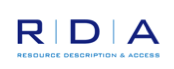 R|D|A
RESOURCE DESCRIPTION & ACCESS